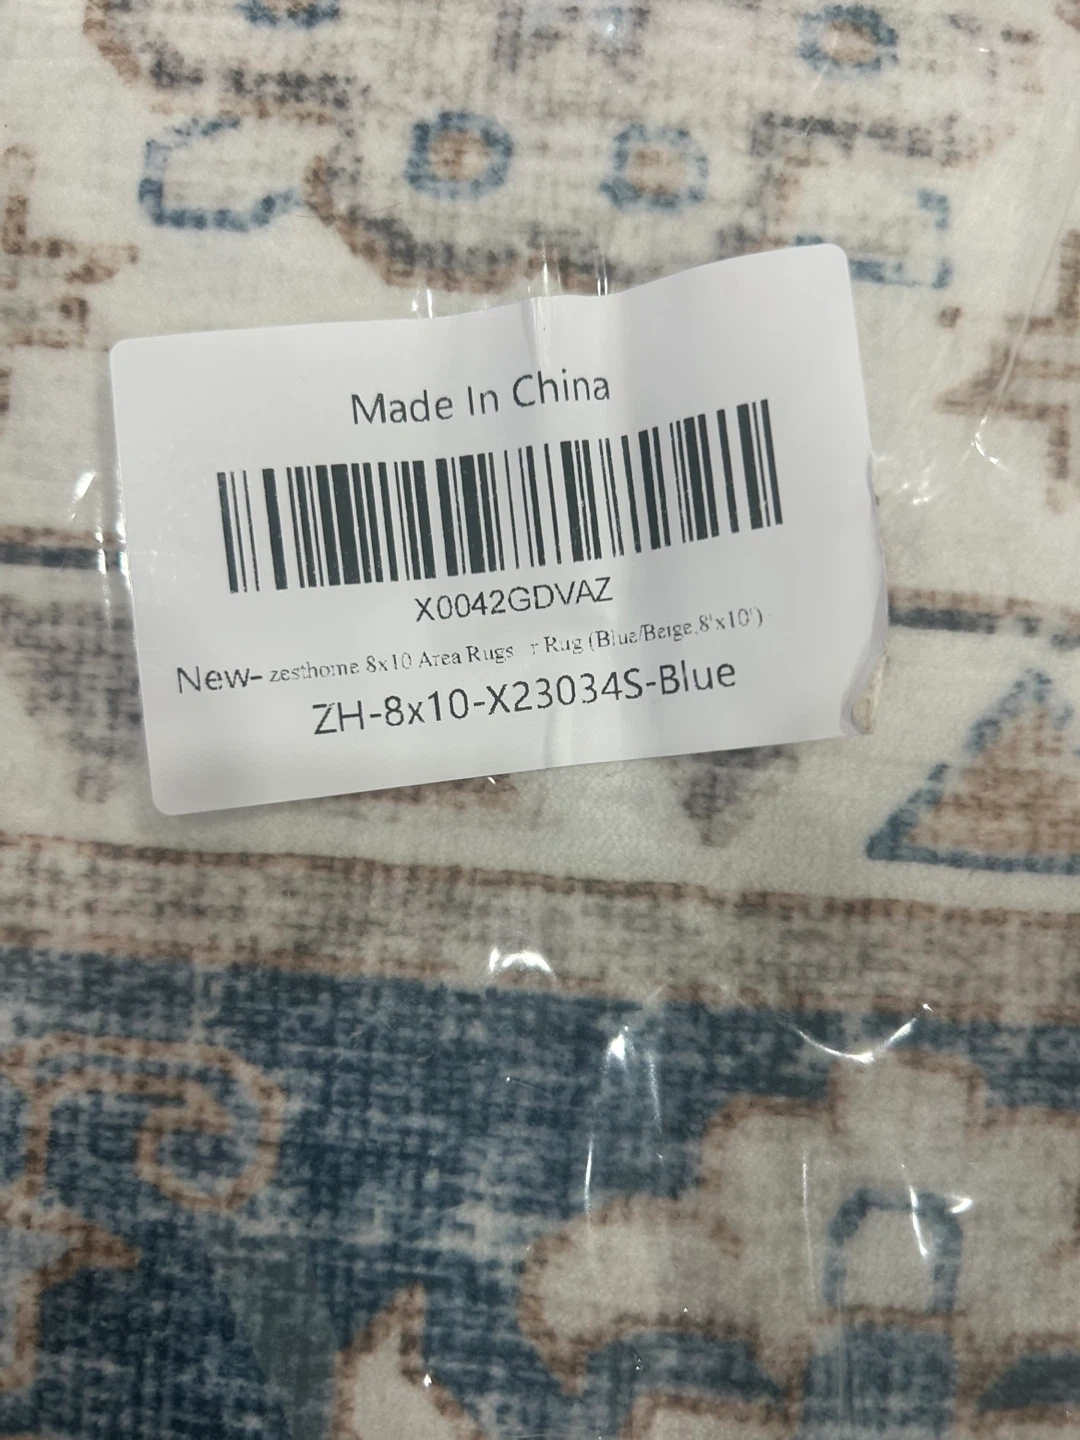 Made In China
X0042GDVAZ
New- zesthome 8x10 Area Rugs r Rug (Blue/Beige,8'x10')
ZH-8x10-X23034S-Blue